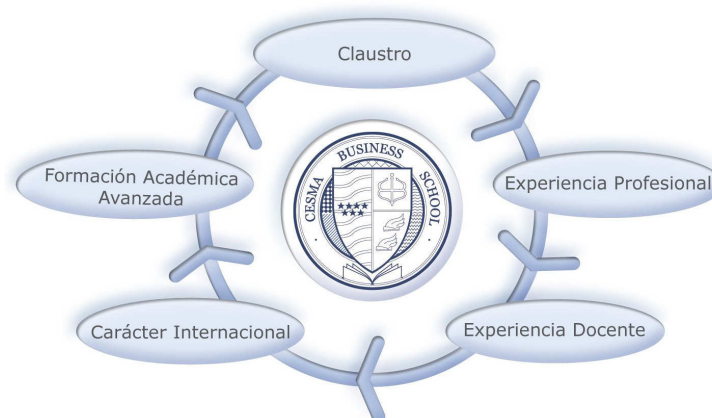 Claustro
Formación Académica
Avanzada
Experiencia Profesional
CESMA BUSINESS SCHOOL
Carácter Internacional
Experiencia Docente